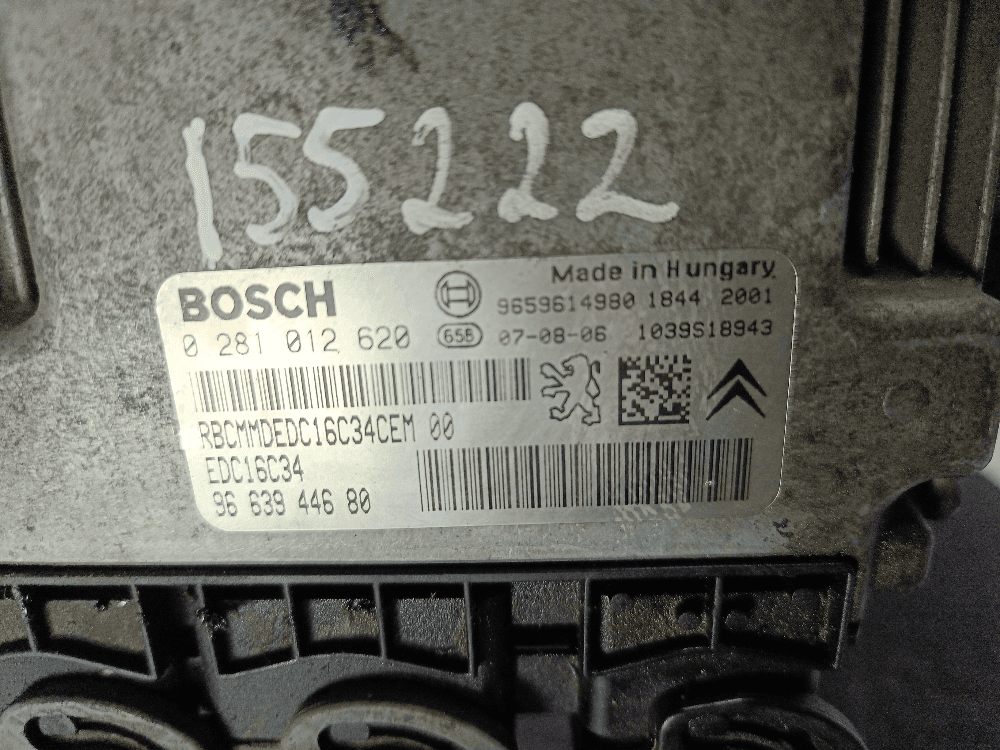 155222
BOSCH
Made in Hungary
9659614980 1844 2001
0 281 012 620
658 07-08-06 1039S18943
RBCMMDEDC16C34CEM 00
EDC16C34
96 639 446 80